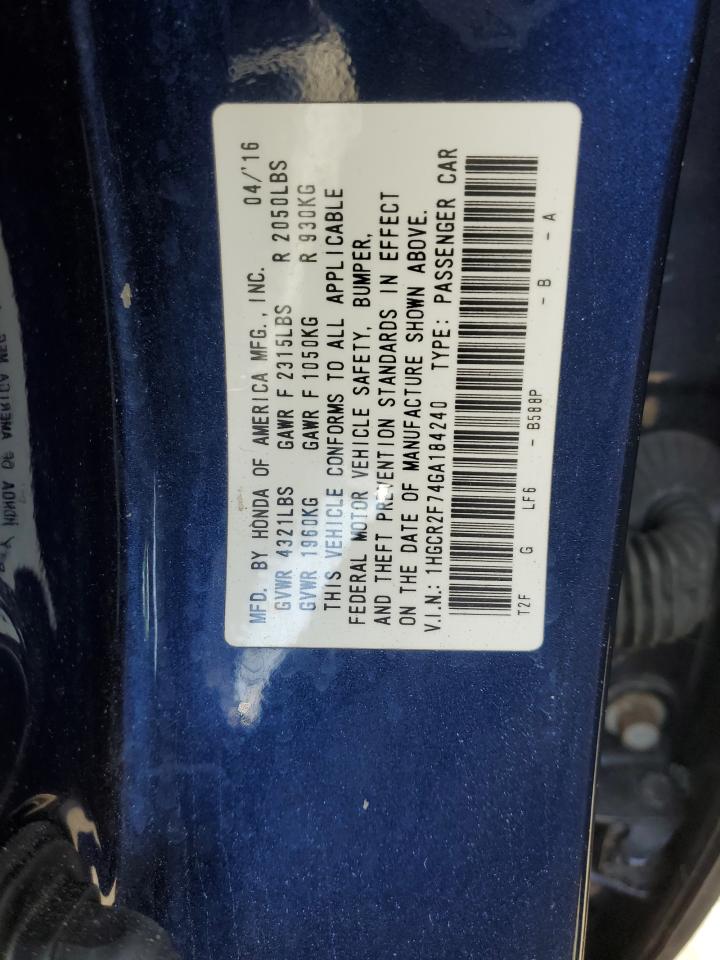 MFD. BY HONDA OF AMERICA MFG., INC. 04/'16
GVWR 4321LBS GAWR F 2315LBS R 2050LBS
GVWR 1960KG GAWR F 1050KG R 930KG
THIS VEHICLE CONFORMS TO ALL APPLICABLE
FEDERAL MOTOR VEHICLE SAFETY, BUMPER,
AND THEFT PREVENTION STANDARDS IN EFFECT
ON THE DATE OF MANUFACTURE SHOWN ABOVE.
V.I.N.: 1HGCR2F74GA184240 TYPE: PASSENGER CAR
T2F G LF6 - B588P - B - A